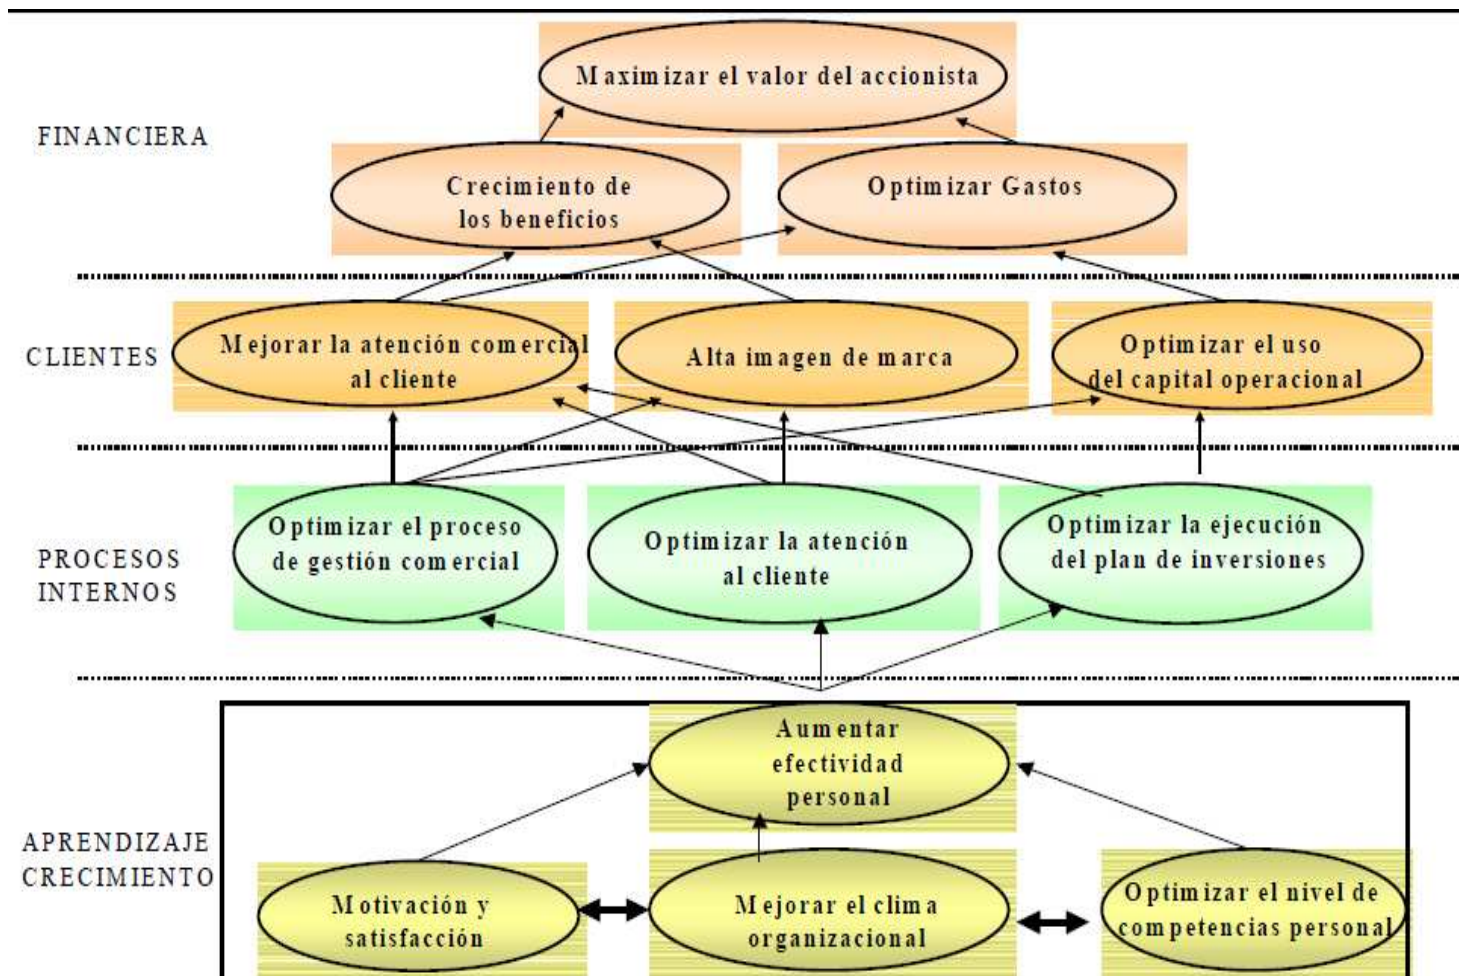 Maximizar el valor del accionista
FINANCIERA
Crecimiento de
los beneficios
Optimizar Gastos
CLIENTES
Mejorar la atención comercial
al cliente
Alta imagen de marca
Optimizar el uso
del capital operacional
PROCESOS
INTERNOS
Optimizar el proceso
de gestión comercial
Optimizar la atención
al cliente
Optimizar la ejecución
del plan de inversiones
Aumentar
efectividad
personal
APRENDIZAJE
CRECIMIENTO
Motivación y
satisfacción
Mejorar el clima
organizacional
Optimizar el nivel de
competencias personal